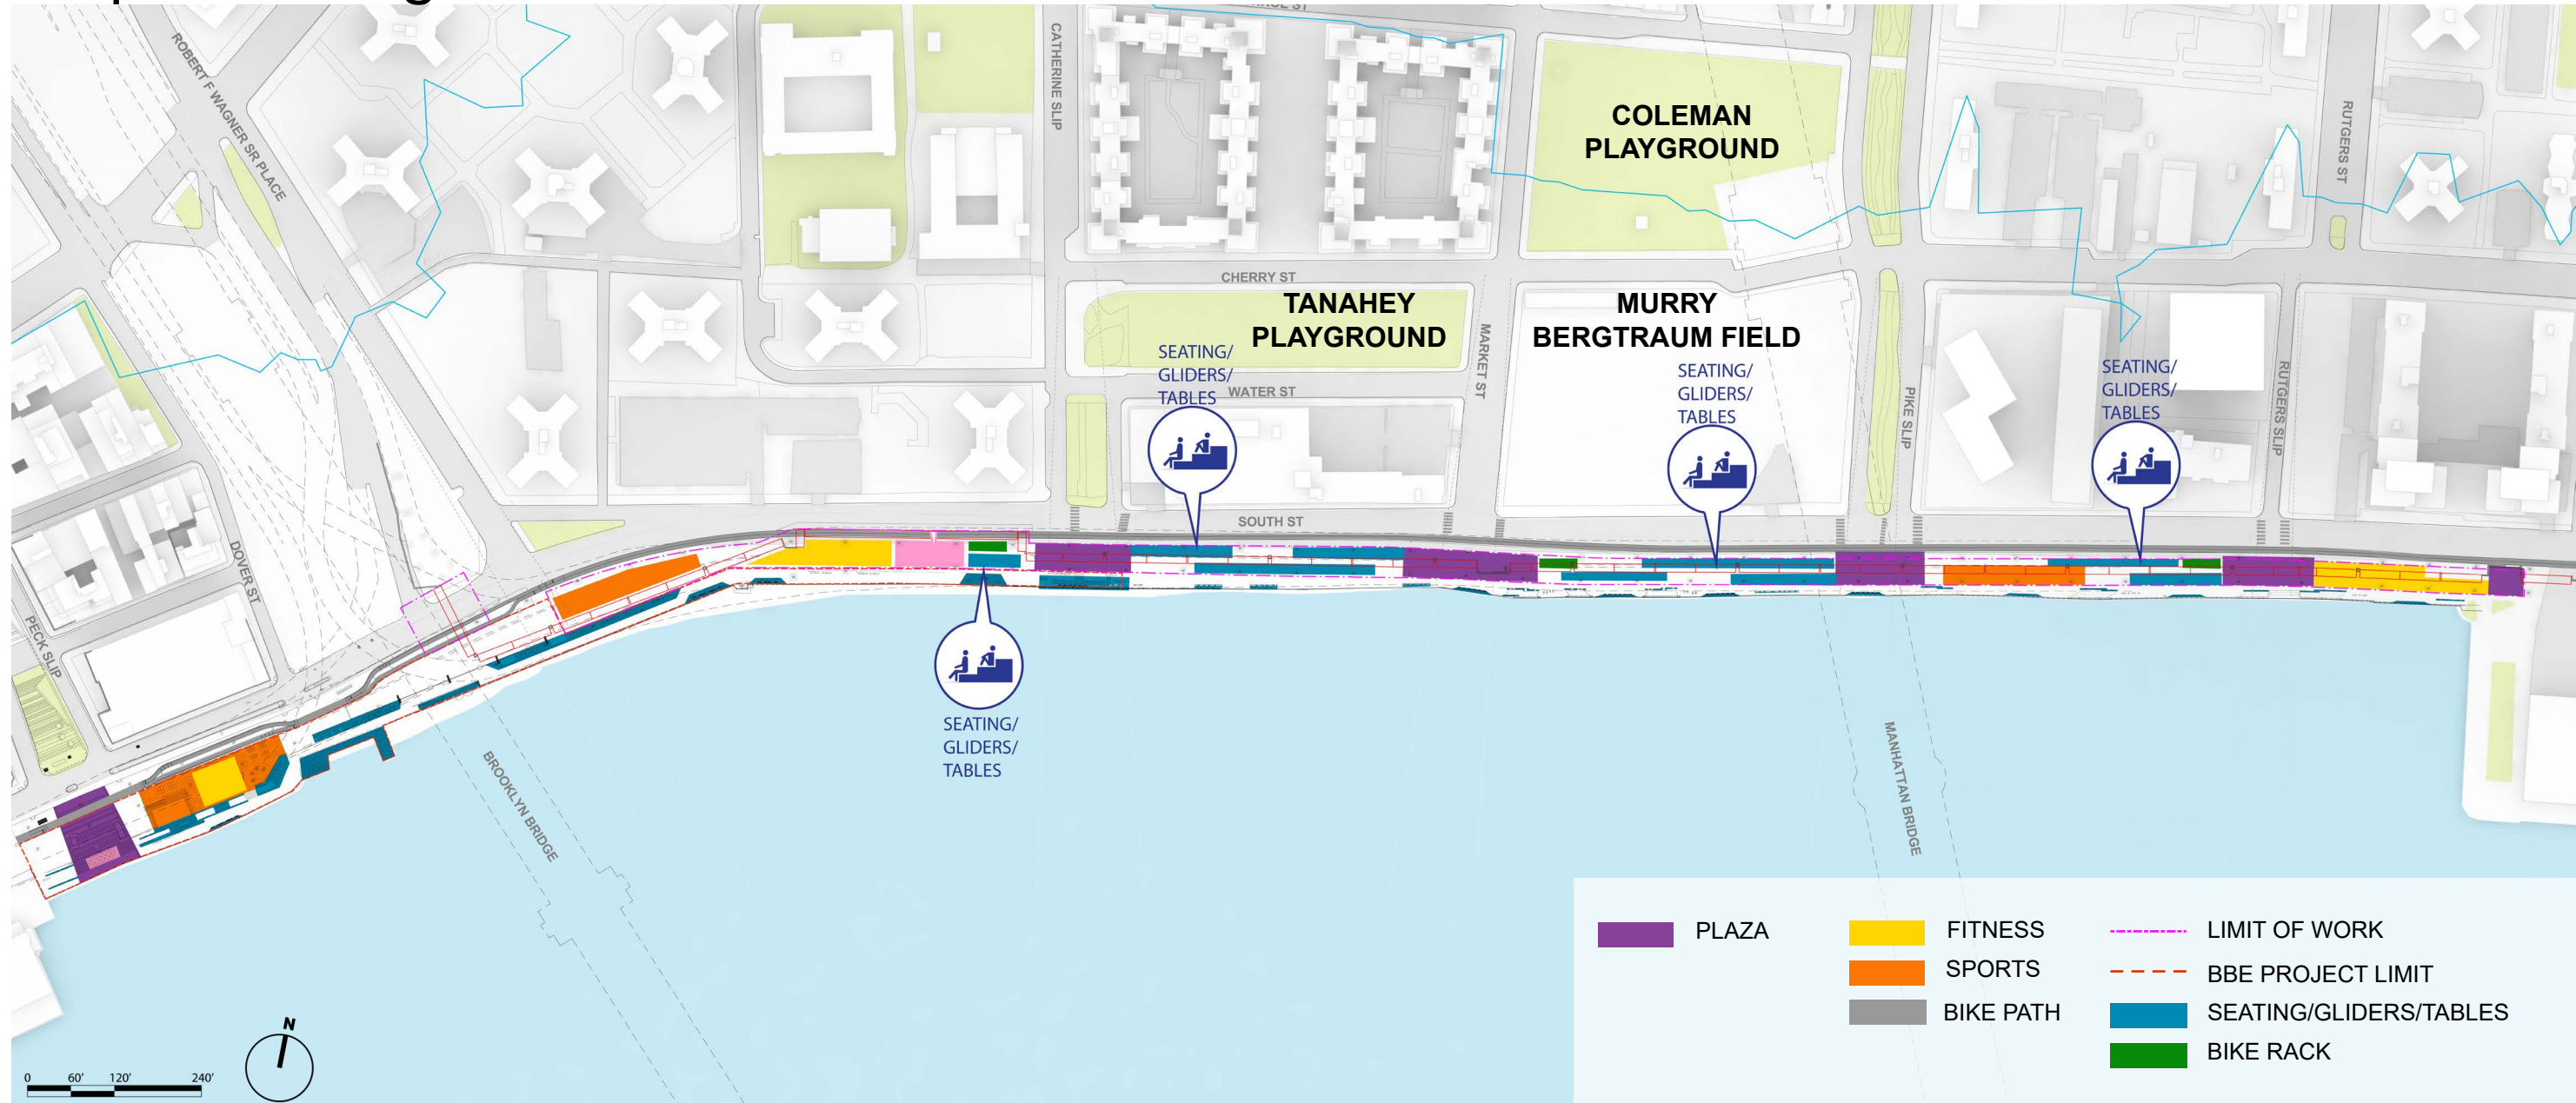 ROBERT F WAGNER SR PLACE
CATHERINE SLIP
COLEMAN
PLAYGROUND
RUTGERS ST
CHERRY ST
TANAHEY
PLAYGROUND
MURRY
BERGTRAUM FIELD
MARKET ST
SEATING/
GLIDERS/
TABLES
SEATING/
GLIDERS/
TABLES
SEATING/
GLIDERS/
TABLES
WATER ST
PIKE SLIP
RUTGERS SLIP
SOUTH ST
DOVER ST
PECK SLIP
SEATING/
GLIDERS/
TABLES
BROOKLYN BRIDGE
MANHATTAN BRIDGE
PLAZA
FITNESS
SPORTS
BIKE PATH
LIMIT OF WORK
BBE PROJECT LIMIT
SEATING/GLIDERS/TABLES
BIKE RACK
N
0 60' 120' 240'